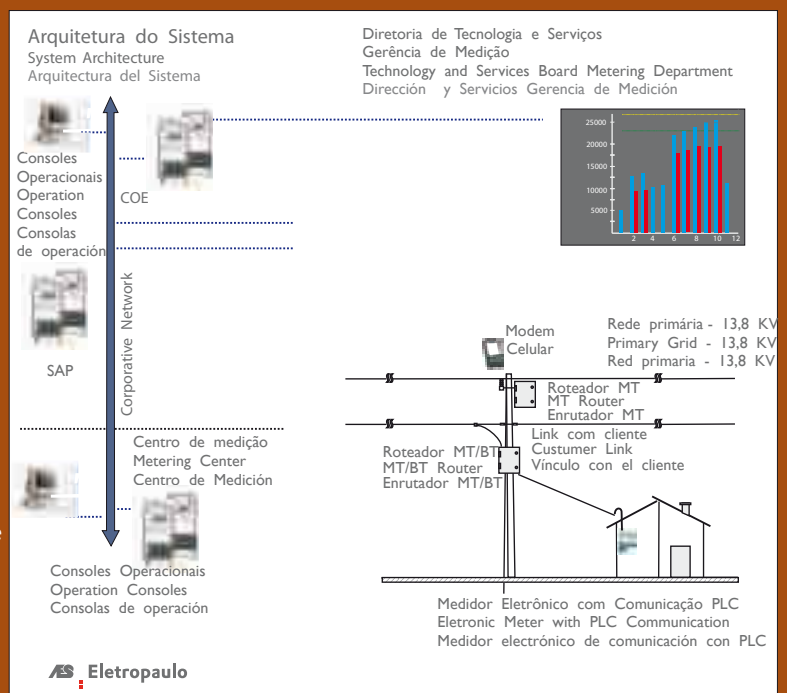 Arquitetura do Sistema
System Architecture
Arquitectura del Sistema
Diretoria de Tecnologia e Serviços
Gerência de Medição
Technology and Services Board Metering Department
Dirección y Servicios Gerencia de Medición
Consoles
Operacionais
Operation
Consoles
Consolas
de operación
COE
SAP
Corporative Network
25000
20000
15000
10000
5000
2 4 6 8 10 12
Modem
Celular
Rede primária - 13,8 KV
Primary Grid - 13,8 KV
Red primaria - 13,8 KV
Roteador MT
MT Router
Enrutador MT
Link com cliente
Custumer Link
Vínculo con el cliente
Roteador MT/BT
MT/BT Router
Enrutador MT/BT
Centro de medição
Metering Center
Centro de Medición
Consoles Operacionais
Operation Consoles
Consolas de operación
Medidor Eletrônico com Comunicação PLC
Eletronic Meter with PLC Communication
Medidor electrónico de comunicación con PLC
AES Eletropaulo